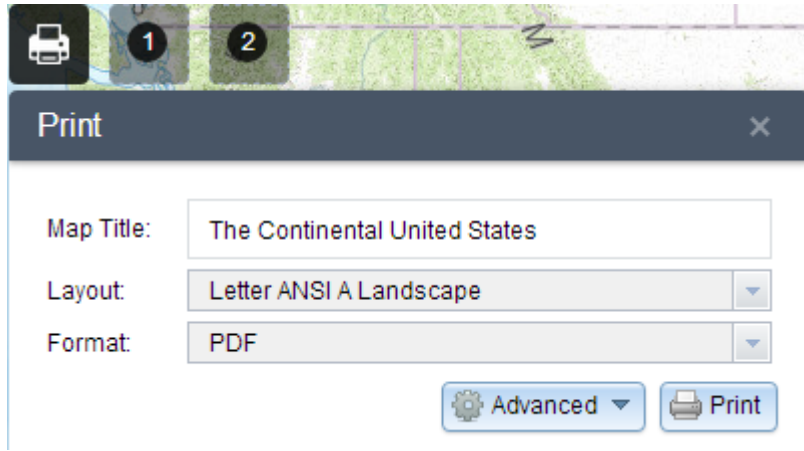 1
2
M
Print
Map Title: The Continental United States
Layout: Letter ANSI A Landscape
Format: PDF
Advanced Print